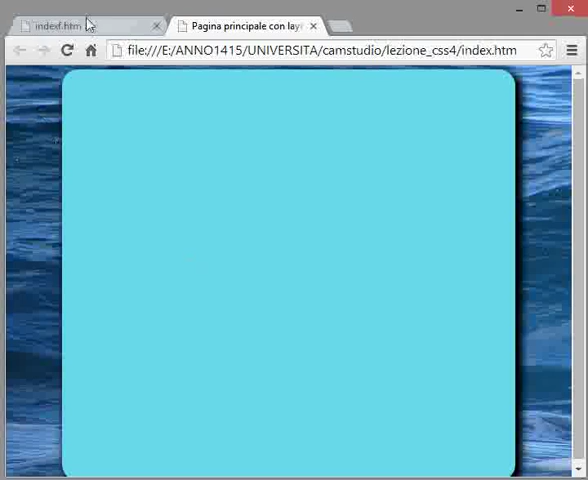 indexf.htm
Pagina principale con lay
file:///E:/ANNO1415/UNIVERSITA/camstudio/lezione_css4/index.htm